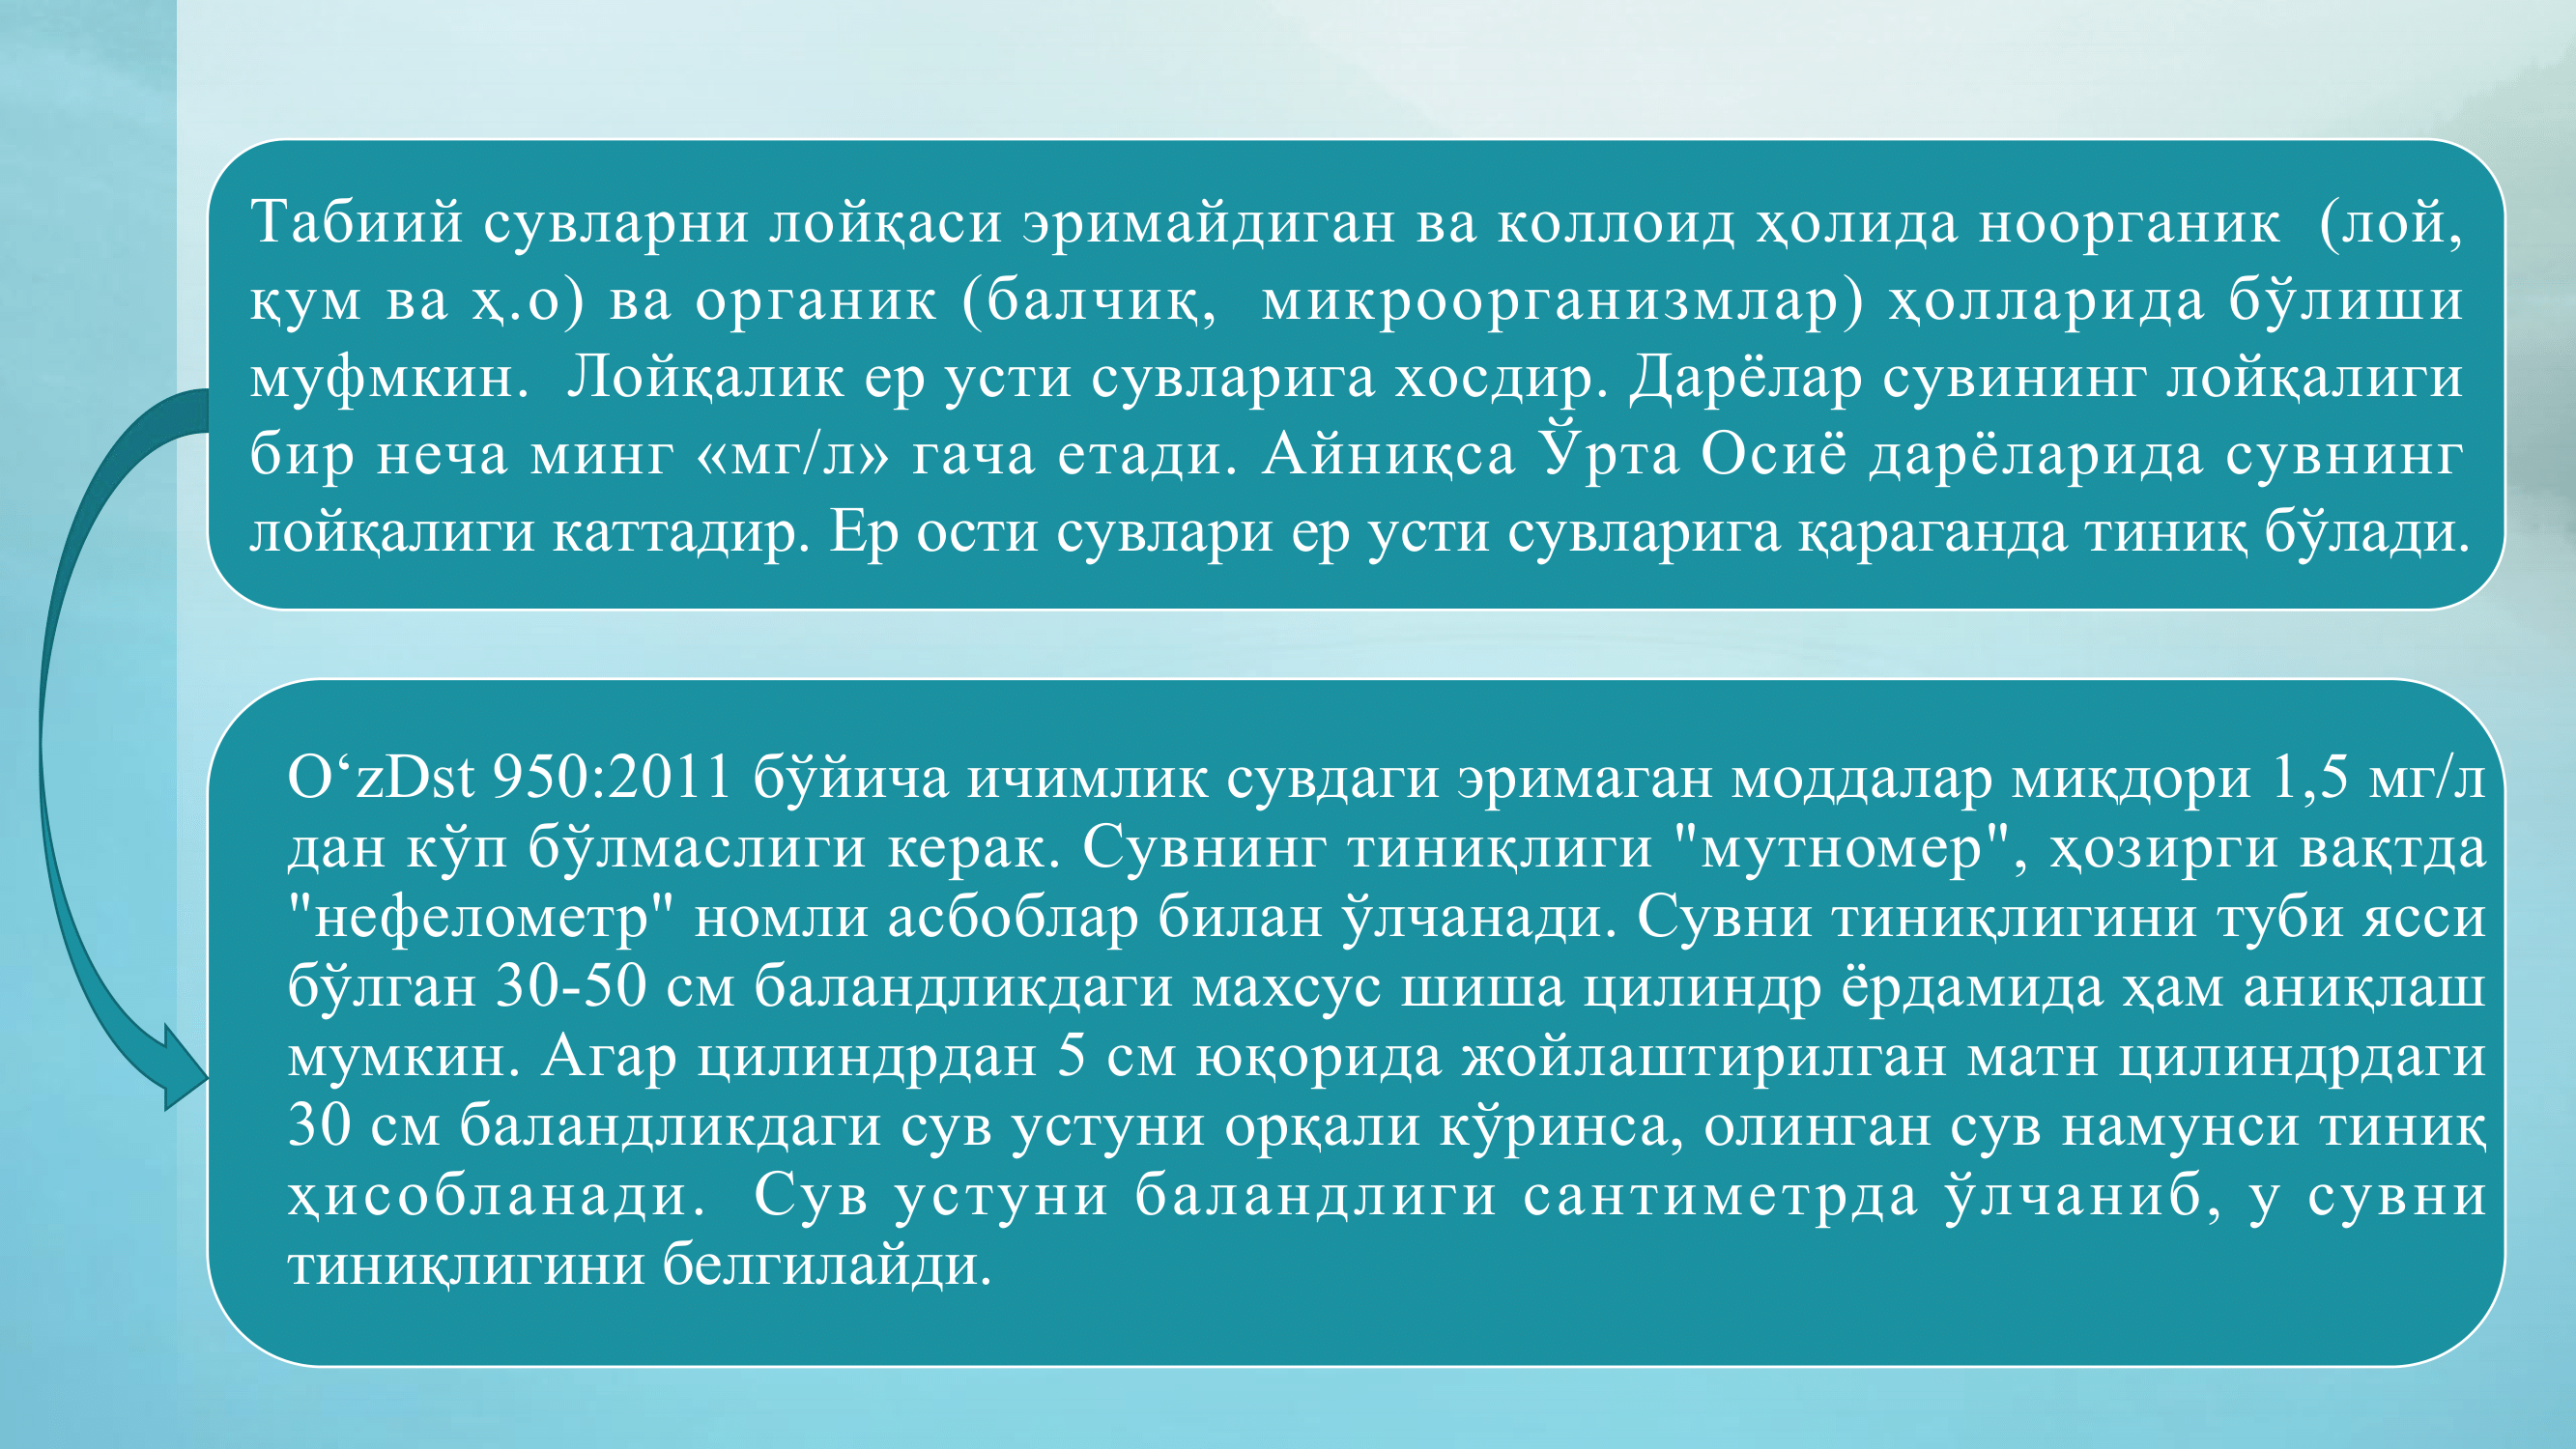 Табиий сувларни лойқаси эримайдиган ва коллоид ҳолида ноорганик (лой,
қум ва ҳ.о) ва органик (балчиқ, микроорганизмлар) ҳолларида бўлиши
муфмкин. Лойқалик ер усти сувларига хосдир. Дарёлар сувининг лойқалиги
бир неча минг «мг/л» гача етади. Айниқса Ўрта Осиё дарёларида сувнинг
лойқалиги каттадир. Ер ости сувлари ер усти сувларига қараганда тиниқ бўлади.
O‘zDst 950:2011 бўйича ичимлик сувдаги эримаган моддалар миқдори 1,5 мг/л
дан кўп бўлмаслиги керак. Сувнинг тиниқлиги "мутномер", ҳозирги вақтда
"нефелометр" номли асбоблар билан ўлчанади. Сувни тиниқлигини туби ясси
бўлган 30-50 см баландликдаги махсус шиша цилиндр ёрдамида ҳам аниқлаш
мумкин. Агар цилиндрдан 5 см юқорида жойлаштирилган матн цилиндрдаги
30 см баландликдаги сув устуни орқали кўринса, олинган сув намунси тиниқ
ҳисобланади. Сув устуни баландлиги сантиметрда ўлчаниб, у сувни
тиниқлигини белгилайди.